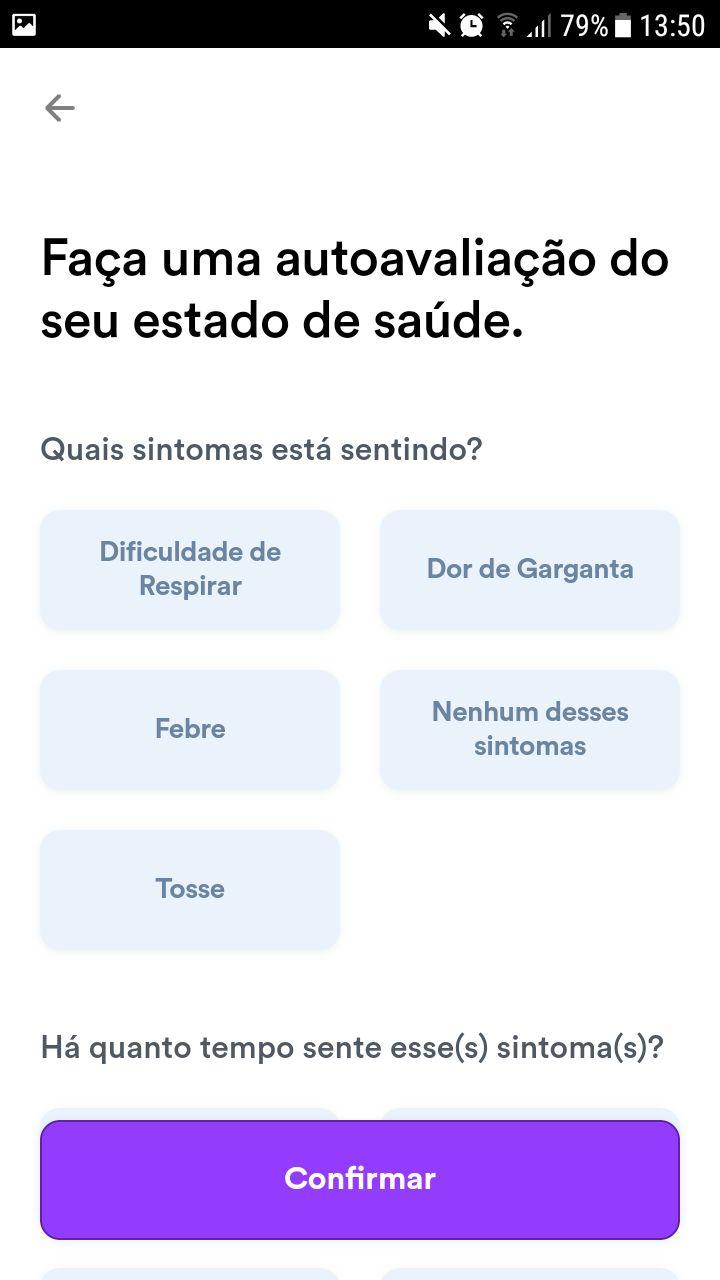 79% 13:50
Faça uma autoavaliação do
seu estado de saúde.
Quais sintomas está sentindo?
Dificuldade de
Respirar
Dor de Garganta
Febre
Nenhum desses
sintomas
Tosse
Há quanto tempo sente esse(s) sintoma(s)?
Confirmar